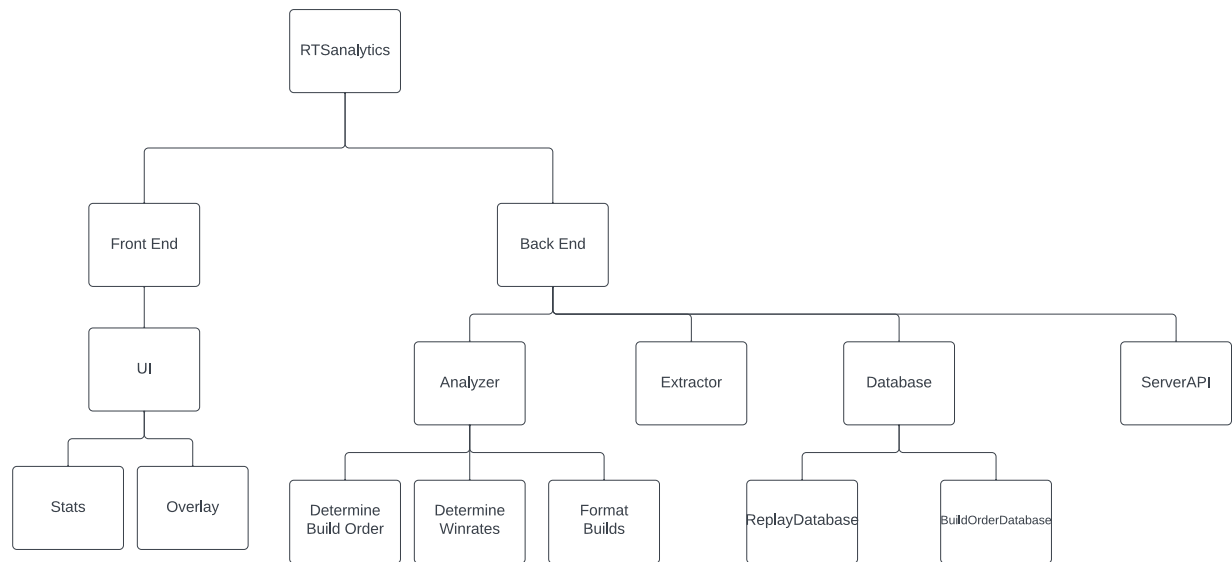 RTSanalytics
Front End
Back End
UI
Analyzer
Extractor
Database
ServerAPI
Stats
Overlay
Determine
Build Order
Determine
Winrates
Format
Builds
ReplayDatabase
BuildOrderDatabase